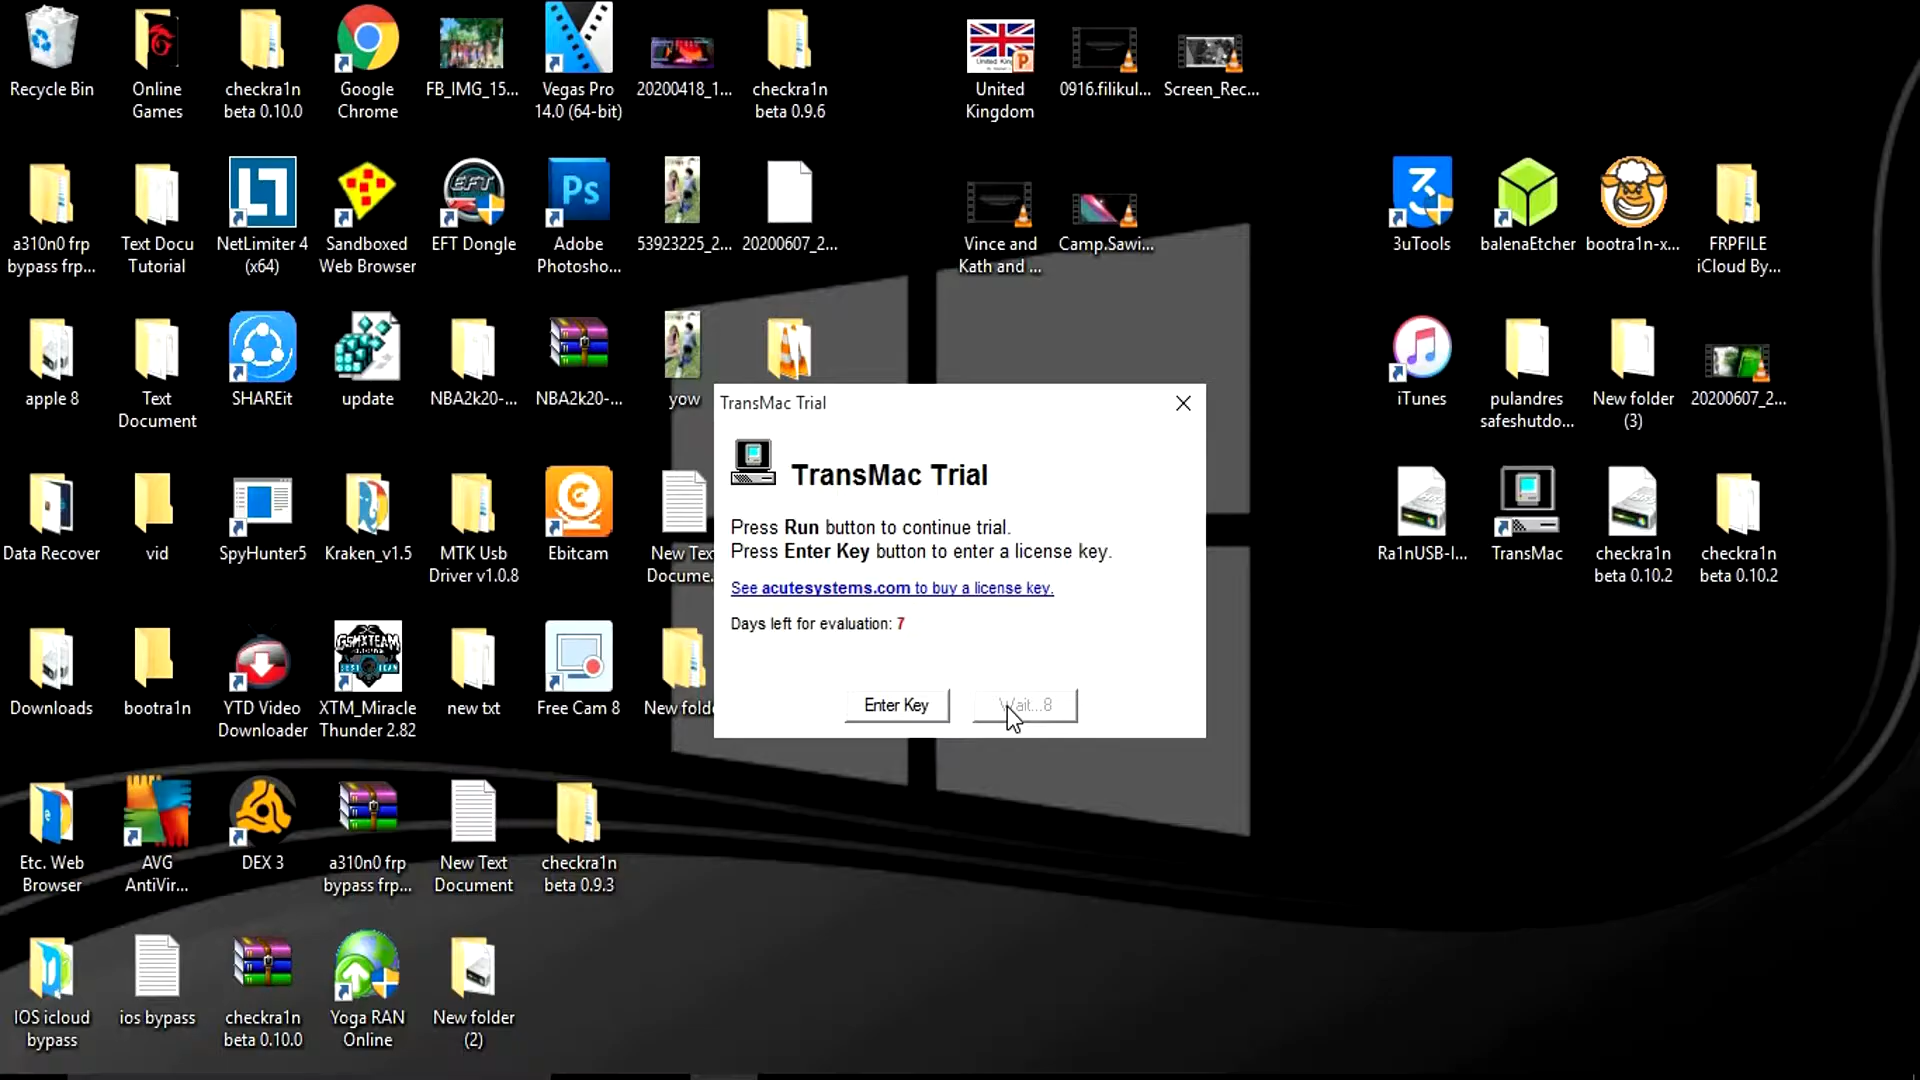 Recycle Bin
Online
Games
checkra1n
beta 0.10.0
Google
Chrome
FB_IMG_15...
Vegas Pro
14.0 (64-bit)
20200418_1...
checkra1n
beta 0.9.6
United
Kingdom
0916.filikul...
Screen_Rec...
a310n0 frp
bypass frp...
Text Docu
Tutorial
NetLimiter 4
(x64)
Sandboxed
Web Browser
EFT Dongle
Adobe
Photosho...
53923225_2...
20200607_2...
Vince and
Kath and ...
Camp.Sawi...
3uTools
balenaEtcher
bootra1n-x...
FRPFILE
iCloud By...
apple 8
Text
Document
SHAREit
update
NBA2k20-...
NBA2k20-...
yow
iTunes
pulandres
safeshutdo...
New folder
(3)
20200607_2...
TransMac Trial
TransMac Trial
Press Run button to continue trial.
Press Enter Key button to enter a license key.
See acutesystems.com to buy a license key.
Days left for evaluation: 7
Enter Key
Wait...8
Data Recover
vid
SpyHunter5
Kraken_v1.5
MTK Usb
Driver v1.0.8
Ebitcam
New Tex
Docume.
Ra1nUSB-I...
TransMac
checkra1n
beta 0.10.2
checkra1n
beta 0.10.2
Downloads
bootra1n
YTD Video
Downloader
XTM_Miracle
Thunder 2.82
new txt
Free Cam 8
New folde
Etc. Web
Browser
AVG
AntiVir...
DEX 3
a310n0 frp
bypass frp...
New Text
Document
checkra1n
beta 0.9.3
IOS icloud
bypass
ios bypass
checkra1n
beta 0.10.0
Yoga RAN
Online
New folder
(2)